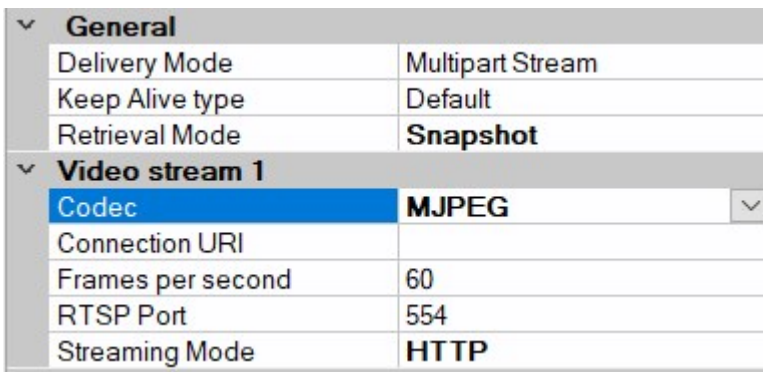 General
Delivery Mode Multipart Stream
Keep Alive type Default
Retrieval Mode Snapshot
Video stream 1
Codec MJPEG
Connection URI
Frames per second 60
RTSP Port 554
Streaming Mode HTTP